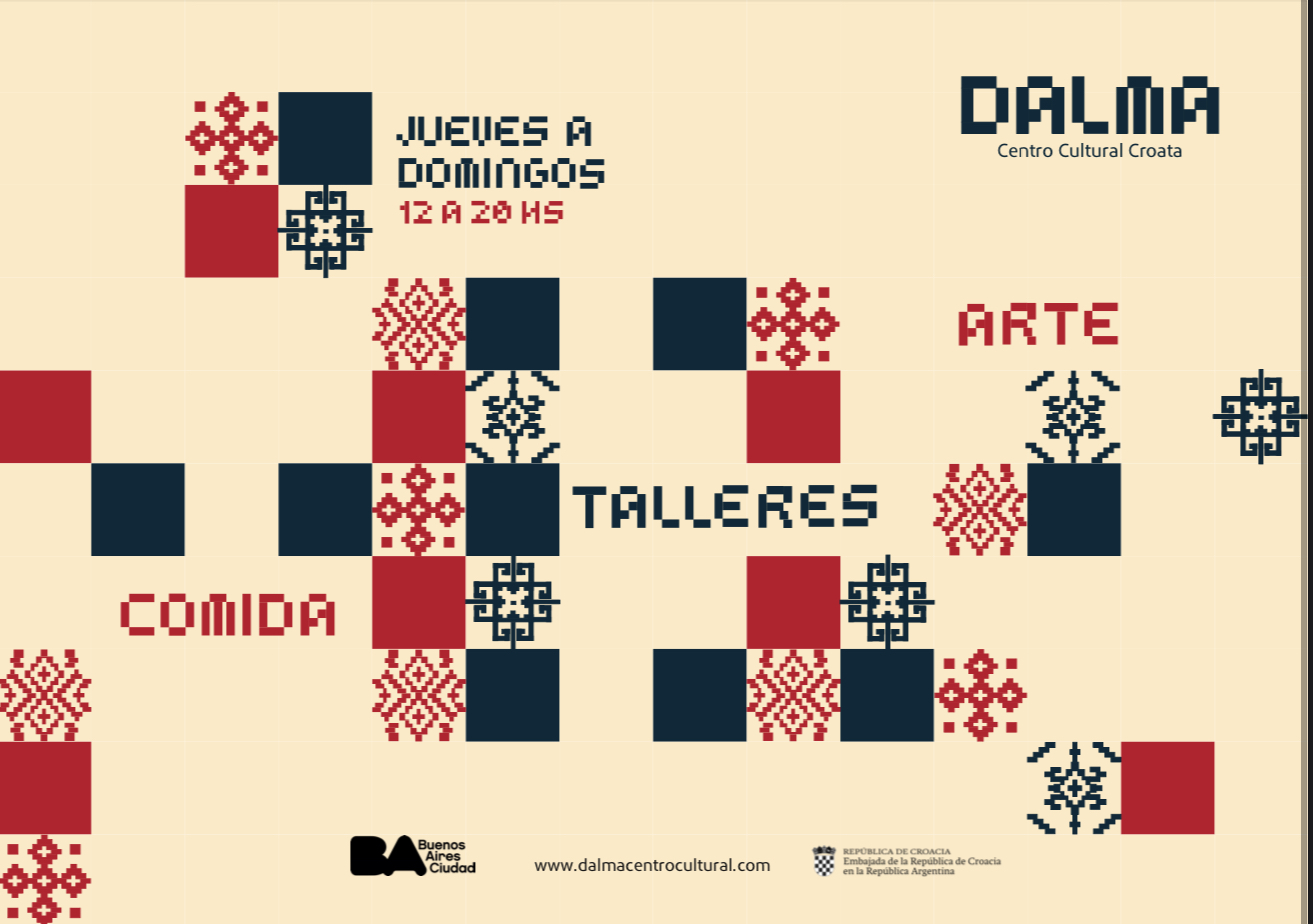 DALMA
Centro Cultural Croata
JUEVES A
DOMINGOS
12 A 20 HS
ARTE
TALLERES
COMIDA
BA Buenos
Aires
Ciudad
www.dalmacentrocultural.com
REPÚBLICA DE CROACIA
Embajada de la República de Croacia
en la República Argentina